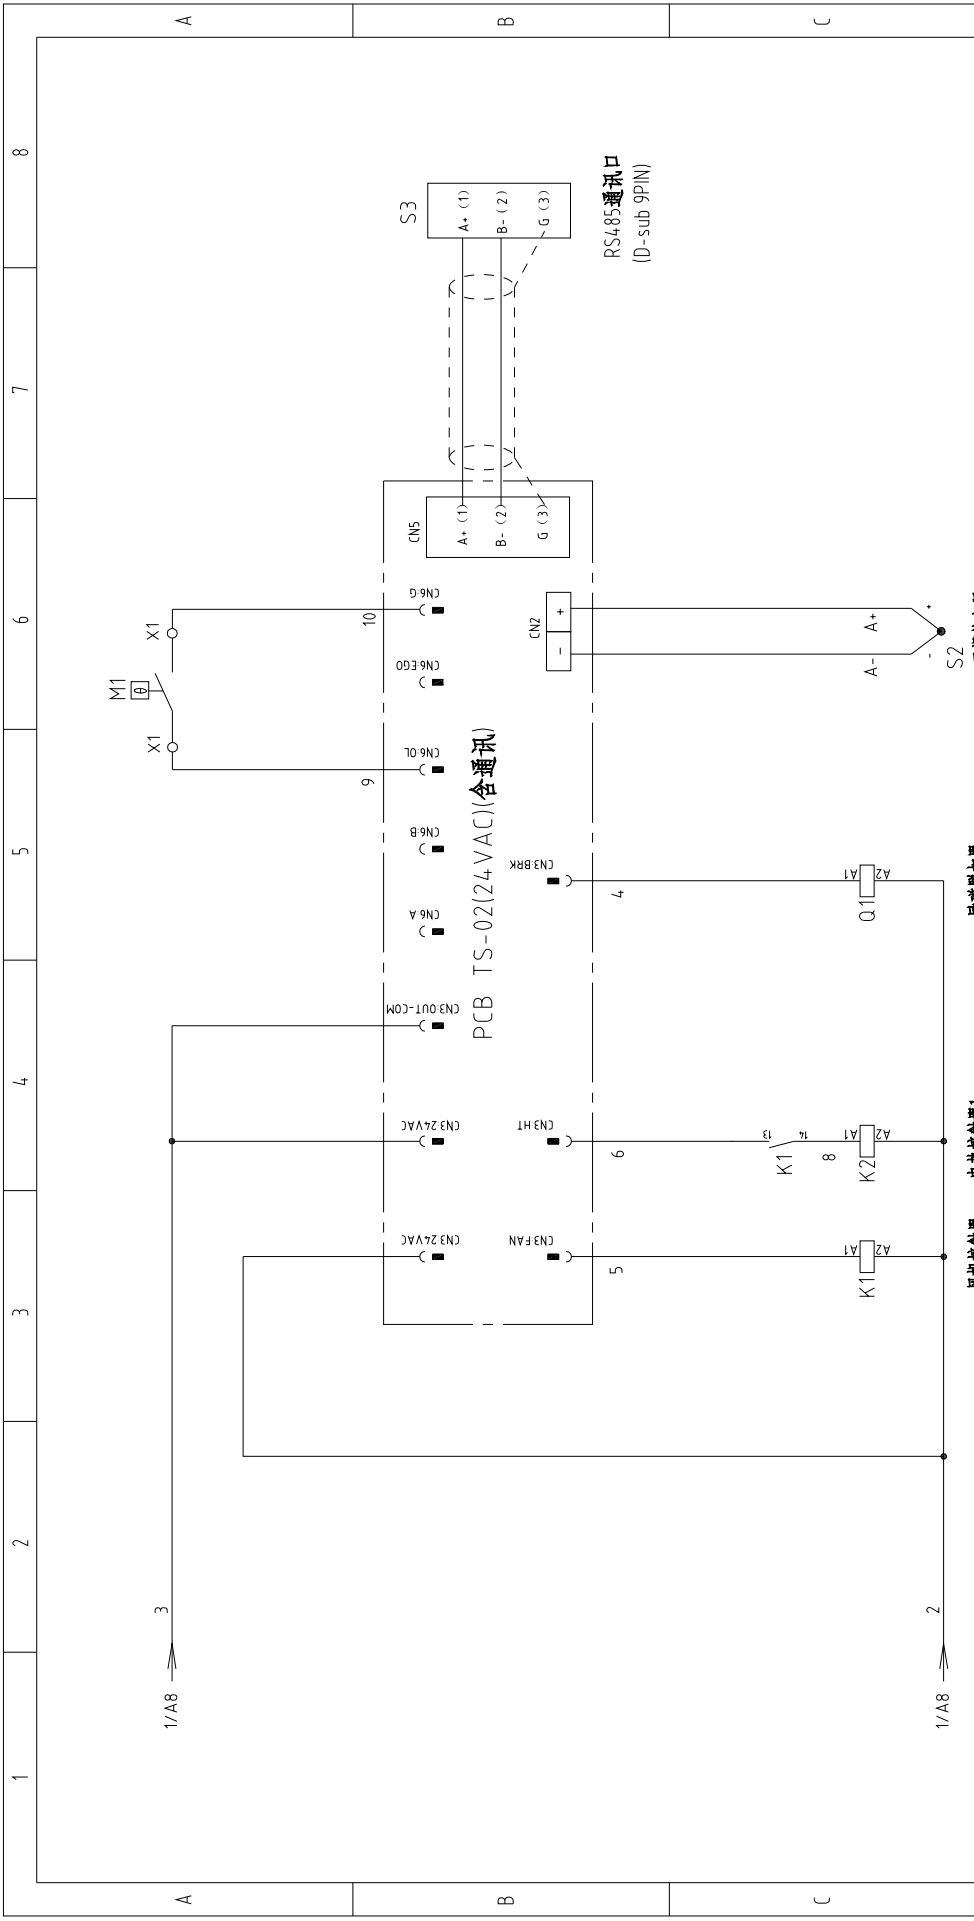 A
B
C
8
7
6
5
4
3
2
1
S3
A+ (1)
B- (2)
G (3)
RS485通讯口
(D-sub 9PIN)
CN5
A+ (1)
B- (2)
G (3)
M1
θ
X1
X1
10
9
CN6:G
CN6:EGO
CN6:OL
CN6:B
CN6:A
CN3:OUT-COM
CN3:24VAC
CN3:24VAC
PCB TS-02(24VAC)(含通讯)
CN2
- +
A- A+
- +
S2
CN3:BRK
4
Q1
A1
A2
CN3:HT
6
K1
13
14
8
K2
A1
A2
CN3:FAN
5
K1
A1
A2
3
1/A8
2
1/A8
A
B
C